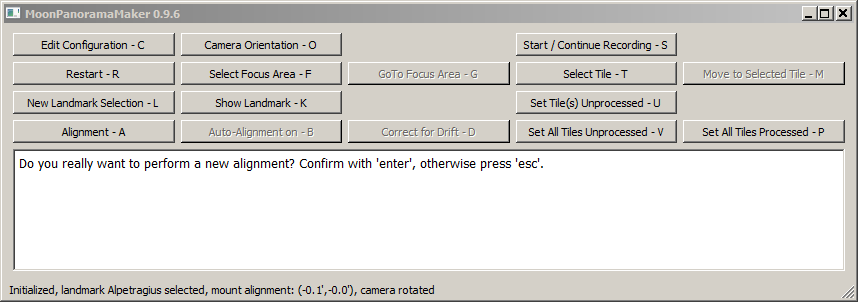 MoonPanoramaMaker 0.9.6
Edit Configuration - C
Camera Orientation - O
Start / Continue Recording - S
Restart - R
Select Focus Area - F
GoTo Focus Area - G
Select Tile - T
Move to Selected Tile - M
New Landmark Selection - L
Show Landmark - K
Set Tile(s) Unprocessed - U
Alignment - A
Auto-Alignment on - B
Correct for Drift - D
Set All Tiles Unprocessed - V
Set All Tiles Processed - P
Do you really want to perform a new alignment? Confirm with 'enter', otherwise press 'esc'.
Initialized, landmark Alpetragius selected, mount alignment: (-0.1',-0.0'), camera rotated